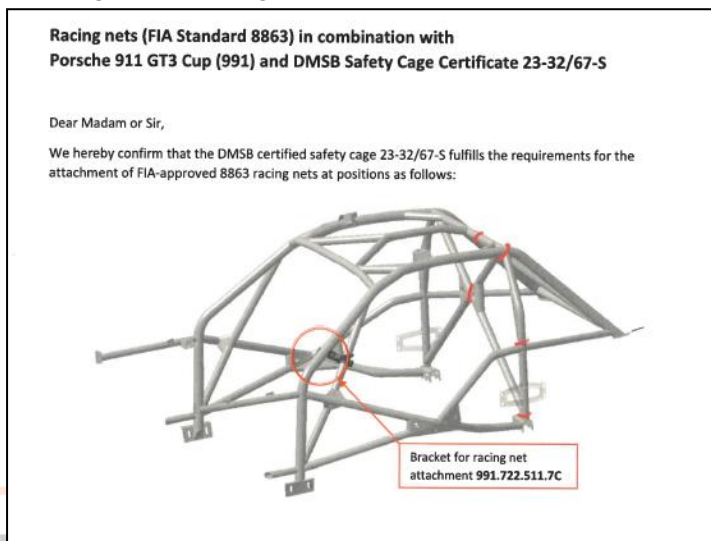 Racing nets (FIA Standard 8863) in combination with
Porsche 911 GT3 Cup (991) and DMSB Safety Cage Certificate 23-32/67-S
Dear Madam or Sir,
We hereby confirm that the DMSB certified safety cage 23-32/67-S fulfills the requirements for the
attachment of FIA-approved 8863 racing nets at positions as follows:
Bracket for racing net
attachment 991.722.511.7C